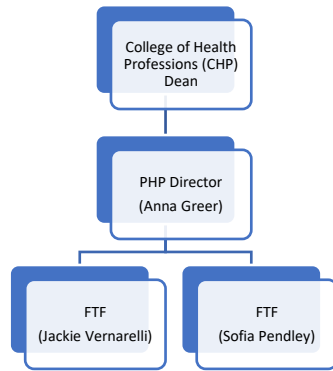 College of Health
Professions (CHP)
Dean
PHP Director
(Anna Greer)
FTF
(Jackie Vernarelli)
FTF
(Sofia Pendley)